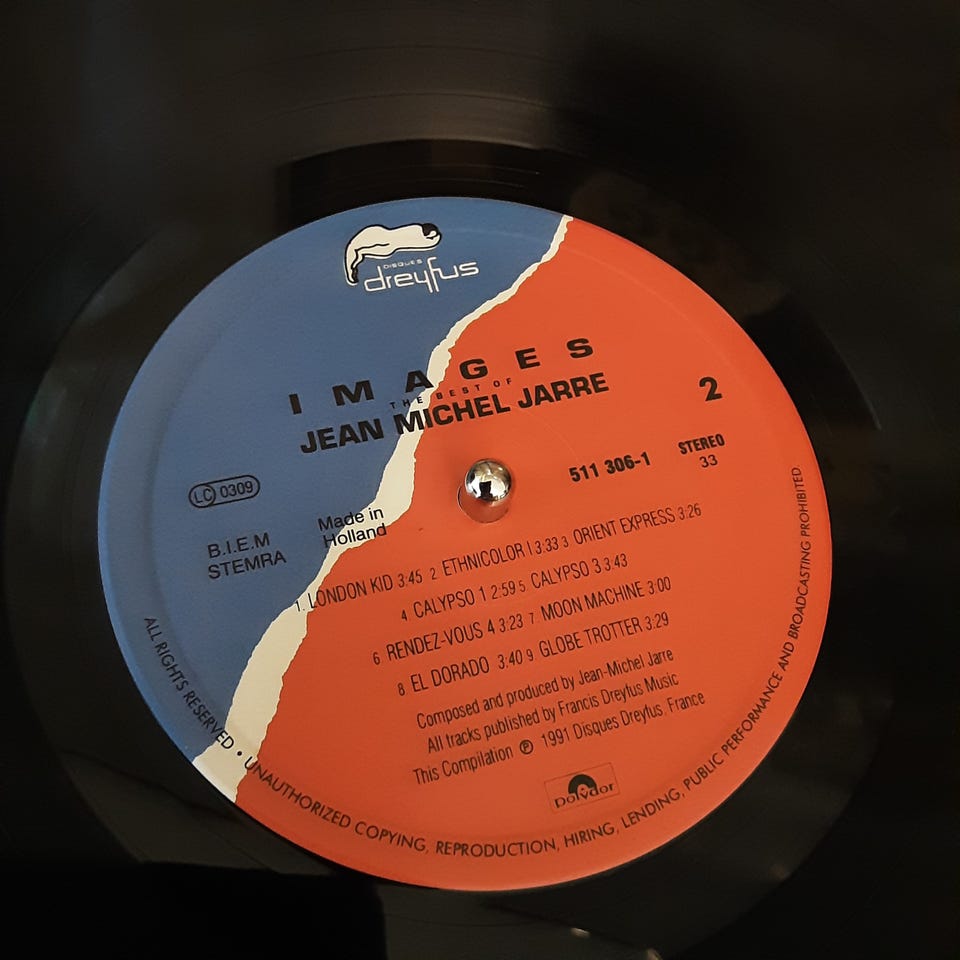 DISQUES
dreyfus
IMAGES
THE BEST OF
JEAN MICHEL JARRE
2
LC 0309
511 306-1
STEREO
33
B.I.E.M
STEMRA
Made in
Holland
1. LONDON KID 3:45 2 ETHNICOLOR I 3:33 3 ORIENT EXPRESS 3:26
4 CALYPSO 1 2:59 5 CALYPSO 3 3:43
6 RENDEZ-VOUS 4 3:23 7 MOON MACHINE 3:00
8 EL DORADO 3:40 9 GLOBE TROTTER 3:29
Composed and produced by Jean-Michel Jarre
All tracks published by Francis Dreyfus Music
This Compilation ℗ 1991 Disques Dreyfus, France
polydor
ALL RIGHTS RESERVED • UNAUTHORIZED COPYING, REPRODUCTION, HIRING, LENDING, PUBLIC PERFORMANCE AND BROADCASTING PROHIBITED